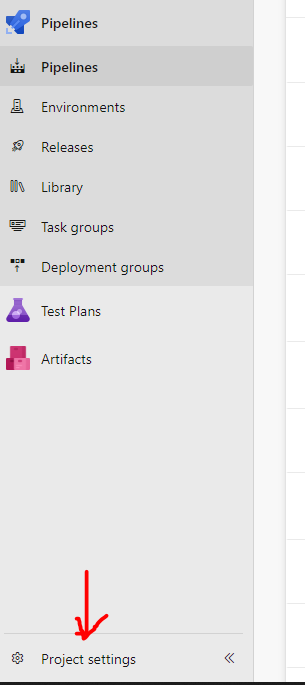 Pipelines
Pipelines
Environments
Releases
Library
Task groups
Deployment groups
Test Plans
Artifacts
Project settings